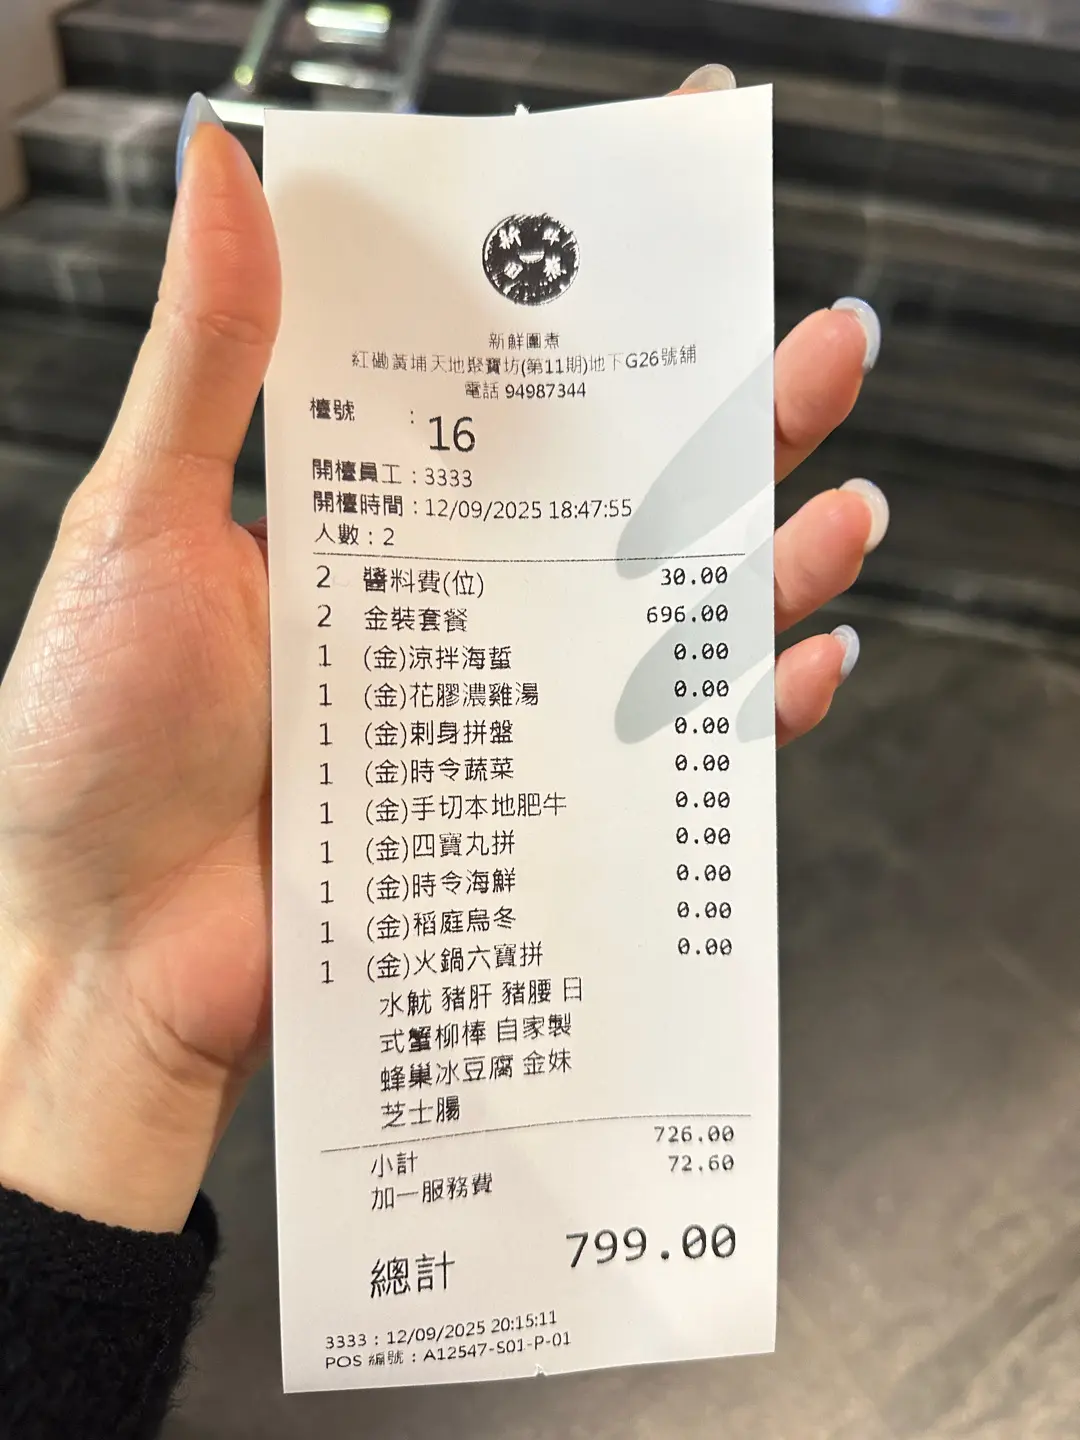 新鮮圍煮
紅磡黃埔天地聚寶坊(第11期)地下G26號舖
電話 94987344
檯號 : 16
開檯員工 : 3333
開檯時間 : 12/09/2025 18:47:55
人數 : 2
2 醬料費(位) 30.00
2 金裝套餐 696.00
1 (金)涼拌海蜇 0.00
1 (金)花膠濃雞湯 0.00
1 (金)刺身拼盤 0.00
1 (金)時令蔬菜 0.00
1 (金)手切本地肥牛 0.00
1 (金)四寶丸拼 0.00
1 (金)時令海鮮 0.00
1 (金)稻庭烏冬 0.00
1 (金)火鍋六寶拼 0.00
水魷 豬肝 豬腰 日
式蟹柳棒 自家製
蜂巢冰豆腐 金妹
芝士腸
小計 726.00
加一服務費 72.60
總計 799.00
3333 : 12/09/2025 20:15:11
POS 編號 : A12547-S01-P-01